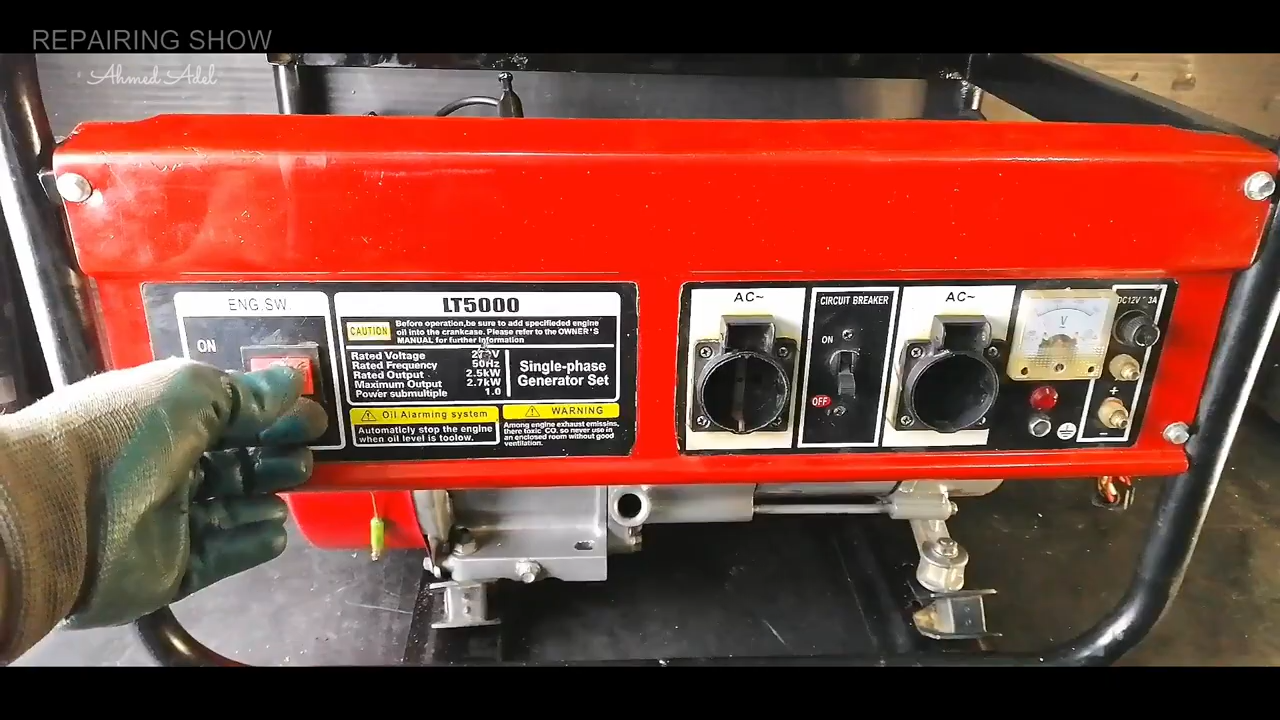 REPAIRING SHOW
Ahmed Adel
ENG.SW.
ON
LT5000
CAUTION
Before operation,be sure to add specifieded engine
oil into the crankcase. Please refer to the OWNER'S
MANUAL for further information
Rated Voltage
Rated Frequency 50Hz
Rated Output 2.5kW
Maximum Output 2.7kW
Power submultiple 1.0
Single-phase
Generator Set
Oil Alarming system
Automaticly stop the engine
when oil level is toolow.
WARNING
Among engine exhaust emissins,
there toxic CO. so never use in
an enclosed room without good
ventilation.
AC~
CIRCUIT BREAKER
ON
OFF
AC~
V
DC12V 8.3A
+
−